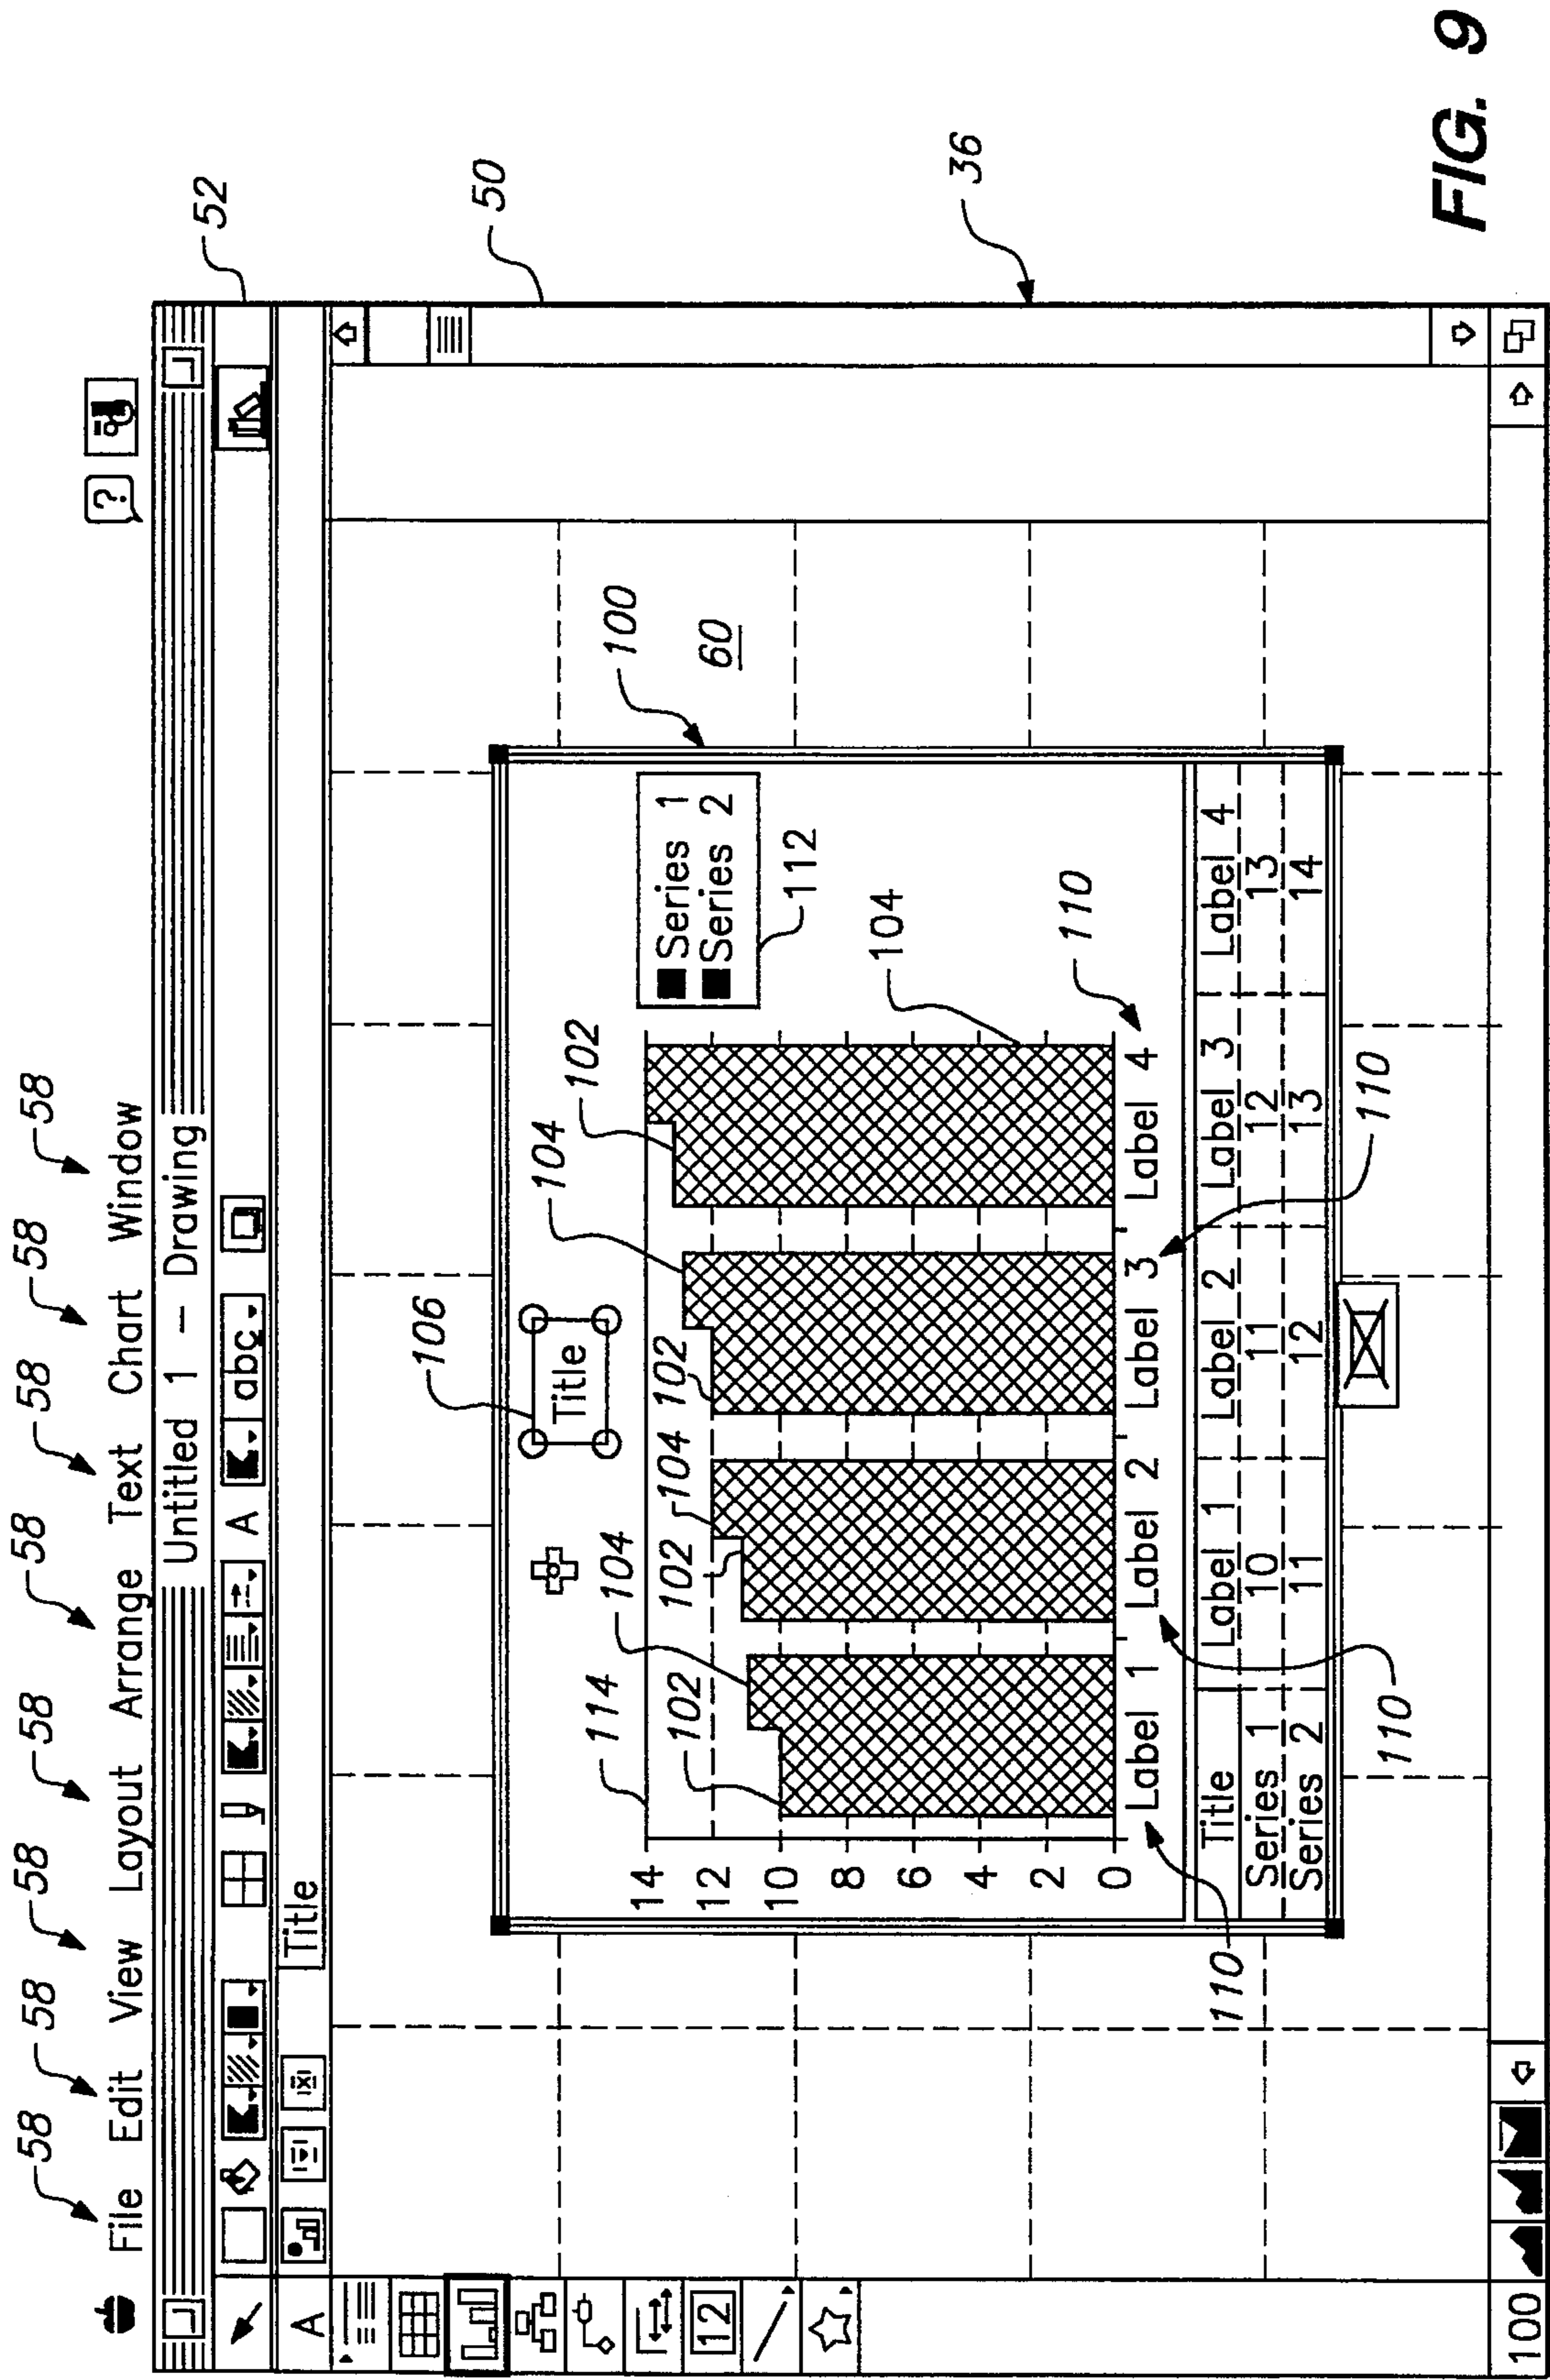 58 58 58 58 58 58 58 58
File Edit View Layout Arrange Text Chart Window ?
Untitled 1 – Drawing
52
A abc
A Title
50
106
Title
114 104 102 104 102 104 102 104 102
100
60
Series 1
Series 2
112
14
12
10
8
6
4
2
0
104
Label 1 Label 2 Label 3 Label 4
110 110 110 110
Title Label 1 Label 2 Label 3 Label 4
Series 1 10 11 12 13
Series 2 11 12 13 14
12
36
100
FIG. 9